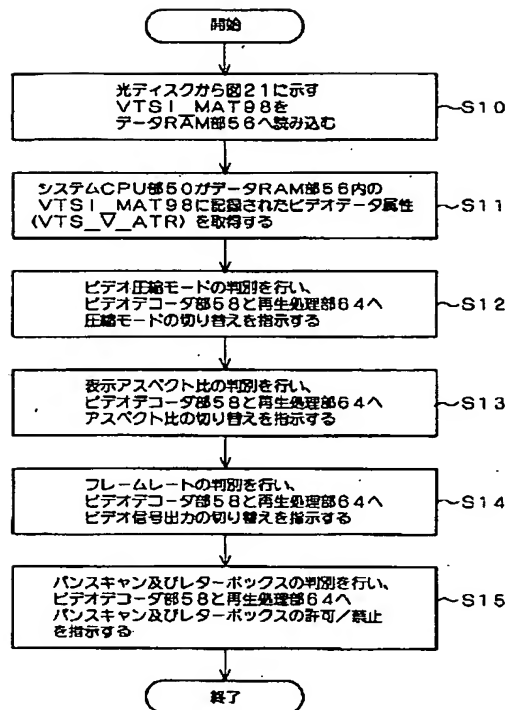 開始
光ディスクから図21に示す
VTSI_MAT98を
データRAM部56へ読み込む
~S10
システムCPU部50がデータRAM部56内の
VTSI_MAT98に記録されたビデオデータ属性
(VTS_V_ATR)を取得する
~S11
ビデオ圧縮モードの判別を行い、
ビデオデコーダ部58と再生処理部64へ
圧縮モードの切り替えを指示する
~S12
表示アスペクト比の判別を行い、
ビデオデコーダ部58と再生処理部64へ
アスペクト比の切り替えを指示する
~S13
フレームレートの判別を行い、
ビデオデコーダ部58と再生処理部64へ
ビデオ信号出力の切り替えを指示する
~S14
パンスキャン及びレターボックスの判別を行い、
ビデオデコーダ部58と再生処理部64へ
パンスキャン及びレターボックスの許可/禁止
を指示する
~S15
終了